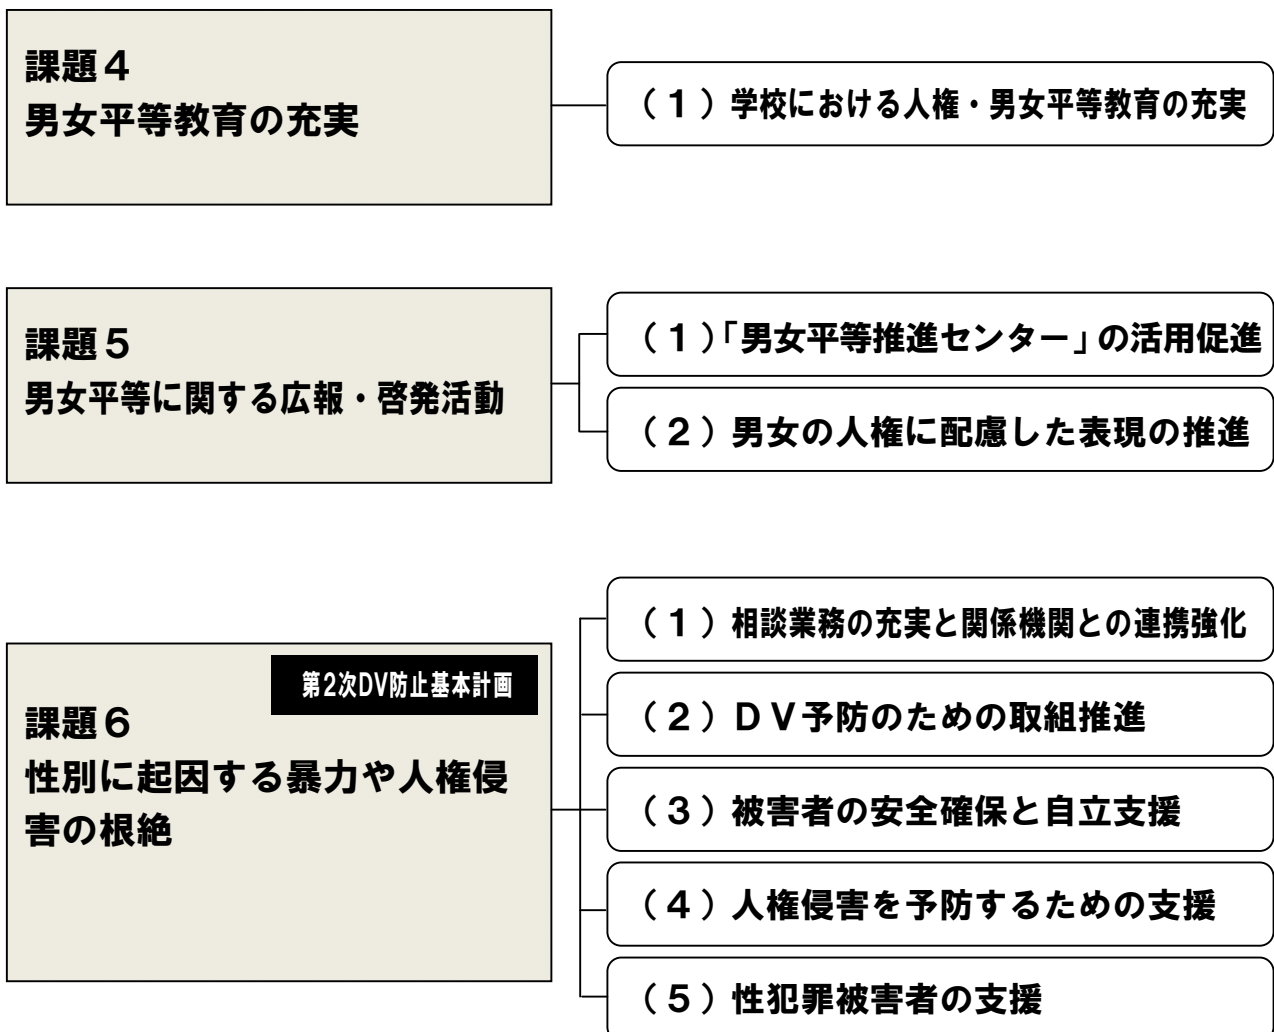 課題４
男女平等教育の充実
（１）学校における人権・男女平等教育の充実
課題５
男女平等に関する広報・啓発活動
（１）「男女平等推進センター」の活用促進
（２）男女の人権に配慮した表現の推進
第2次DV防止基本計画
課題６
性別に起因する暴力や人権侵
害の根絶
（１）相談業務の充実と関係機関との連携強化
（２）ＤＶ予防のための取組推進
（３）被害者の安全確保と自立支援
（４）人権侵害を予防するための支援
（５）性犯罪被害者の支援